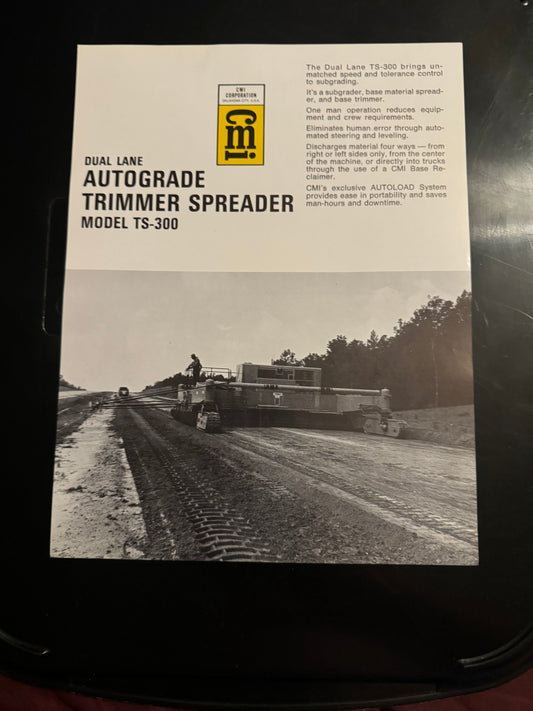 CMI
CORPORATION
OKLAHOMA CITY, U.S.A.
cmi
DUAL LANE
AUTOGRADE
TRIMMER SPREADER
MODEL TS-300
The Dual Lane TS-300 brings un-
matched speed and tolerance control
to subgrading.
It's a subgrader, base material spread-
er, and base trimmer.
One man operation reduces equip-
ment and crew requirements.
Eliminates human error through auto-
mated steering and leveling.
Discharges material four ways — from
right or left sides only, from the center
of the machine, or directly into trucks
through the use of a CMI Base Re-
claimer.
CMI's exclusive AUTOLOAD System
provides ease in portability and saves
man-hours and downtime.